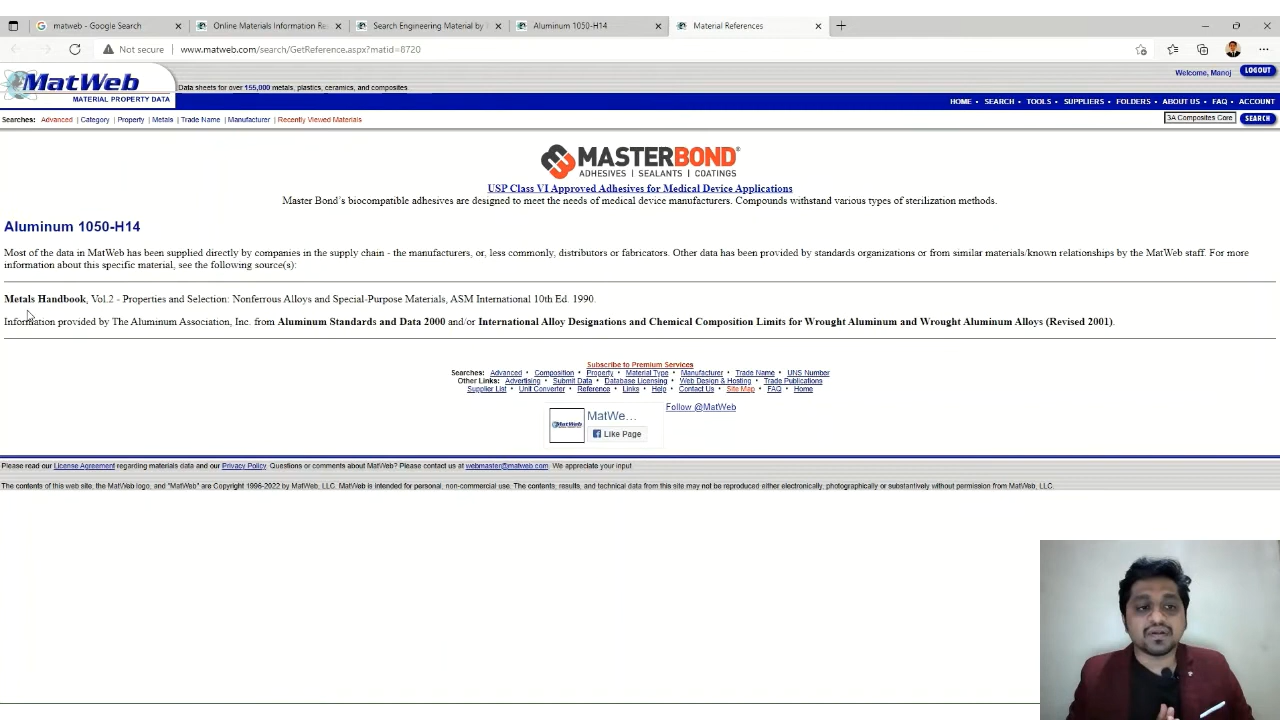 matweb - Google Search
Online Materials Information Re
Search Engineering Material by
Aluminum 1050-H14
Material References
Not secure
www.matweb.com/search/GetReference.aspx?matid=8720
MatWeb
MATERIAL PROPERTY DATA
Data sheets for over 155,000 metals, plastics, ceramics, and composites
Welcome, Manoj
LOGOUT
HOME • SEARCH • TOOLS • SUPPLIERS • FOLDERS • ABOUT US • FAQ • ACCOUNT
Searches: Advanced | Category | Property | Metals | Trade Name | Manufacturer | Recently Viewed Materials
3A Composites Core
SEARCH
MASTERBOND
ADHESIVES | SEALANTS | COATINGS
USP Class VI Approved Adhesives for Medical Device Applications
Master Bond's biocompatible adhesives are designed to meet the needs of medical device manufacturers. Compounds withstand various types of sterilization methods.
Aluminum 1050-H14
Most of the data in MatWeb has been supplied directly by companies in the supply chain - the manufacturers, or, less commonly, distributors or fabricators. Other data has been provided by standards organizations or from similar materials/known relationships by the MatWeb staff. For more
information about this specific material, see the following source(s):
Metals Handbook, Vol.2 - Properties and Selection: Nonferrous Alloys and Special-Purpose Materials, ASM International 10th Ed. 1990.
Information provided by The Aluminum Association, Inc. from Aluminum Standards and Data 2000 and/or International Alloy Designations and Chemical Composition Limits for Wrought Aluminum and Wrought Aluminum Alloys (Revised 2001).
Subscribe to Premium Services
Searches: Advanced • Composition • Property • Material Type • Manufacturer • Trade Name • UNS Number
Other Links: Advertising • Submit Data • Database Licensing • Web Design & Hosting • Trade Publications
Supplier List • Unit Converter • Reference • Links • Help • Contact Us • Site Map • FAQ • Home
MatWeb
MatWe...
Like Page
Follow @MatWeb
Please read our License Agreement regarding materials data and our Privacy Policy. Questions or comments about MatWeb? Please contact us at webmaster@matweb.com. We appreciate your input.
The contents of this web site, the MatWeb logo, and "MatWeb" are Copyright 1996-2022 by MatWeb, LLC. MatWeb is intended for personal, non-commercial use. The contents, results, and technical data from this site may not be reproduced either electronically, photographically or substantively without permission from MatWeb, LLC.